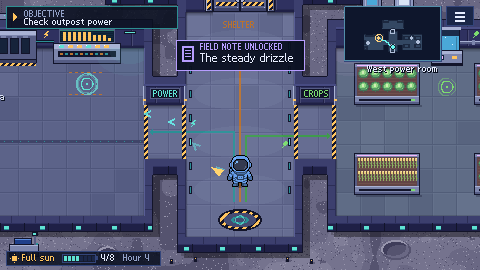 OBJECTIVE
Check outpost power
SHELTER
FIELD NOTE UNLOCKED
The steady drizzle
West power room
POWER
CROPS
a
Full sun
4/8
Hour 4